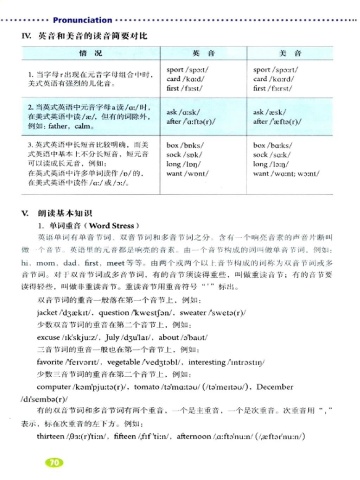 Pronunciation
IV. 英音和美音的读音简要对比
情 况 英 音 美 音
1. 当字母r出现在元音字母组合中时,
美式英语有强烈的儿化音。
sport /spɔːt/
card /kɑːd/
first /fɜːst/
sport /spɔːrt/
card /kɑːrd/
first /fɜːrst/
2. 当英式英语中元音字母a读/ɑː/时,
在美式英语中读/æ/, 但有的词除外,
例如: father, calm。
ask /ɑːsk/
after /ˈɑːftə(r)/
ask /æsk/
after /ˈæftə(r)/
3. 英式英语中长短音比较明确, 而美
式英语中基本上不分长短音, 短元音
可以读成长元音, 例如:
在英式英语中许多单词读作 /ɒ/ 的,
在美式英语中读作 /ɑː/ 或 /ɔː/。
box /bɒks/
sock /sɒk/
long /lɒŋ/
want /wɒnt/
box /bɑːks/
sock /sɑːk/
long /lɔːŋ/
want /wɑːnt; wɔːnt/
V. 朗读基本知识
1. 单词重音 (Word Stress)
英语单词有单音节词、双音节词和多音节词之分。含有一个响亮音素的声音片断叫
做一个音节。英语里的元音都是响亮的音素。由一个音节构成的词叫做单音节词, 例如:
hi、mom、dad、first、meet 等等。由两个或两个以上音节构成的词称为双音节词或多
音节词。对于双音节词或多音节词, 有的音节须读得重些, 叫做重读音节; 有的音节要
读得轻些, 叫做非重读音节。重读音节用重音符号 “ˈ” 标出。
双音节词的重音一般落在第一个音节上, 例如:
jacket /ˈdʒækɪt/, question /ˈkwestʃən/, sweater /ˈswetə(r)/
少数双音节词的重音在第二个音节上, 例如:
excuse /ɪkˈskjuːz/, July /dʒuˈlaɪ/, about /əˈbaʊt/
三音节词的重音一般也在第一个音节上, 例如:
favorite /ˈfeɪvərɪt/, vegetable /ˈvedʒtəbl/, interesting /ˈɪntrəstɪŋ/
少数三音节词的重音在第二个音节上, 例如:
computer /kəmˈpjuːtə(r)/, tomato /təˈmɑːtəʊ/ (/təˈmeɪtəʊ/), December
/dɪˈsembə(r)/
有的双音节词和多音节词有两个重音, 一个是主重音, 一个是次重音。次重音用 “ˌ”
表示, 标在次重音的左下方。例如:
thirteen /ˌθɜː(r)ˈtiːn/, fifteen /ˌfɪfˈtiːn/, afternoon /ˌɑːftəˈnuːn/ (/ˌæftərˈnuːn/)
70